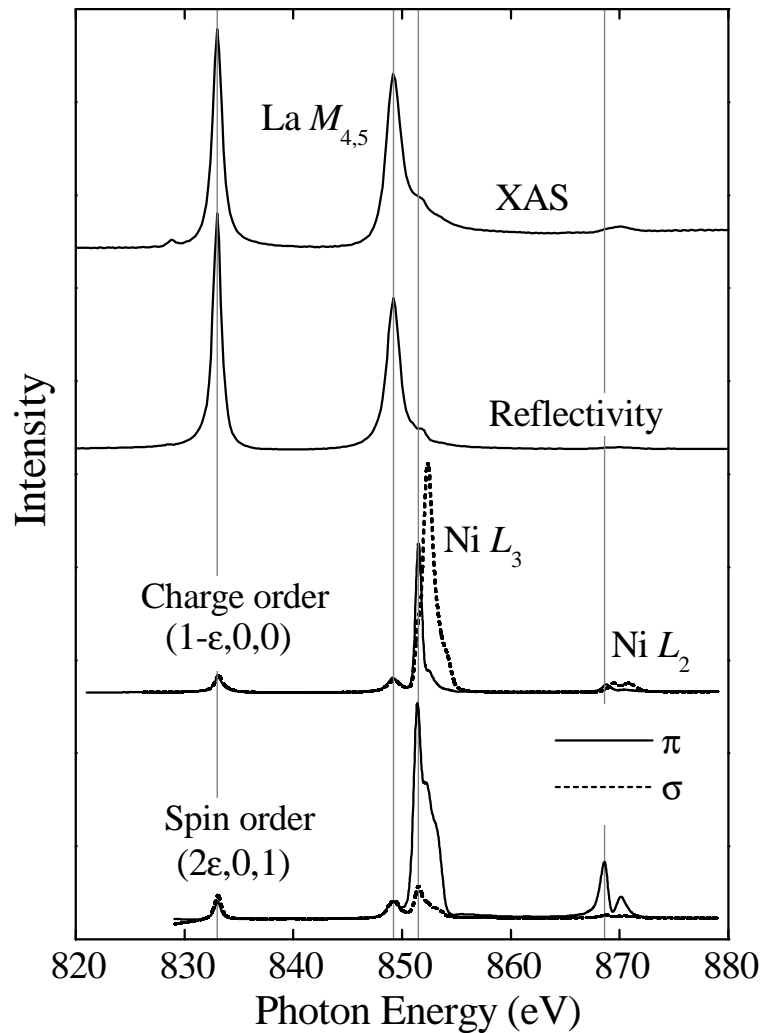 La M4,5
XAS
Reflectivity
Intensity
Charge order
(1-ε,0,0)
Ni L3
Ni L2
π
σ
Spin order
(2ε,0,1)
820 830 840 850 860 870 880
Photon Energy (eV)